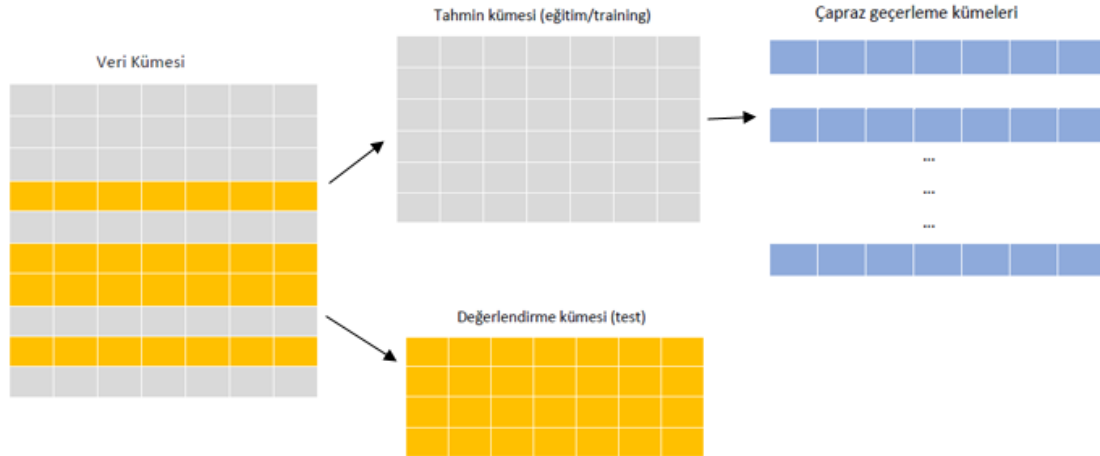 Veri Kümesi
Tahmin kümesi (eğitim/training)
Çapraz geçerleme kümeleri
...
...
...
Değerlendirme kümesi (test)